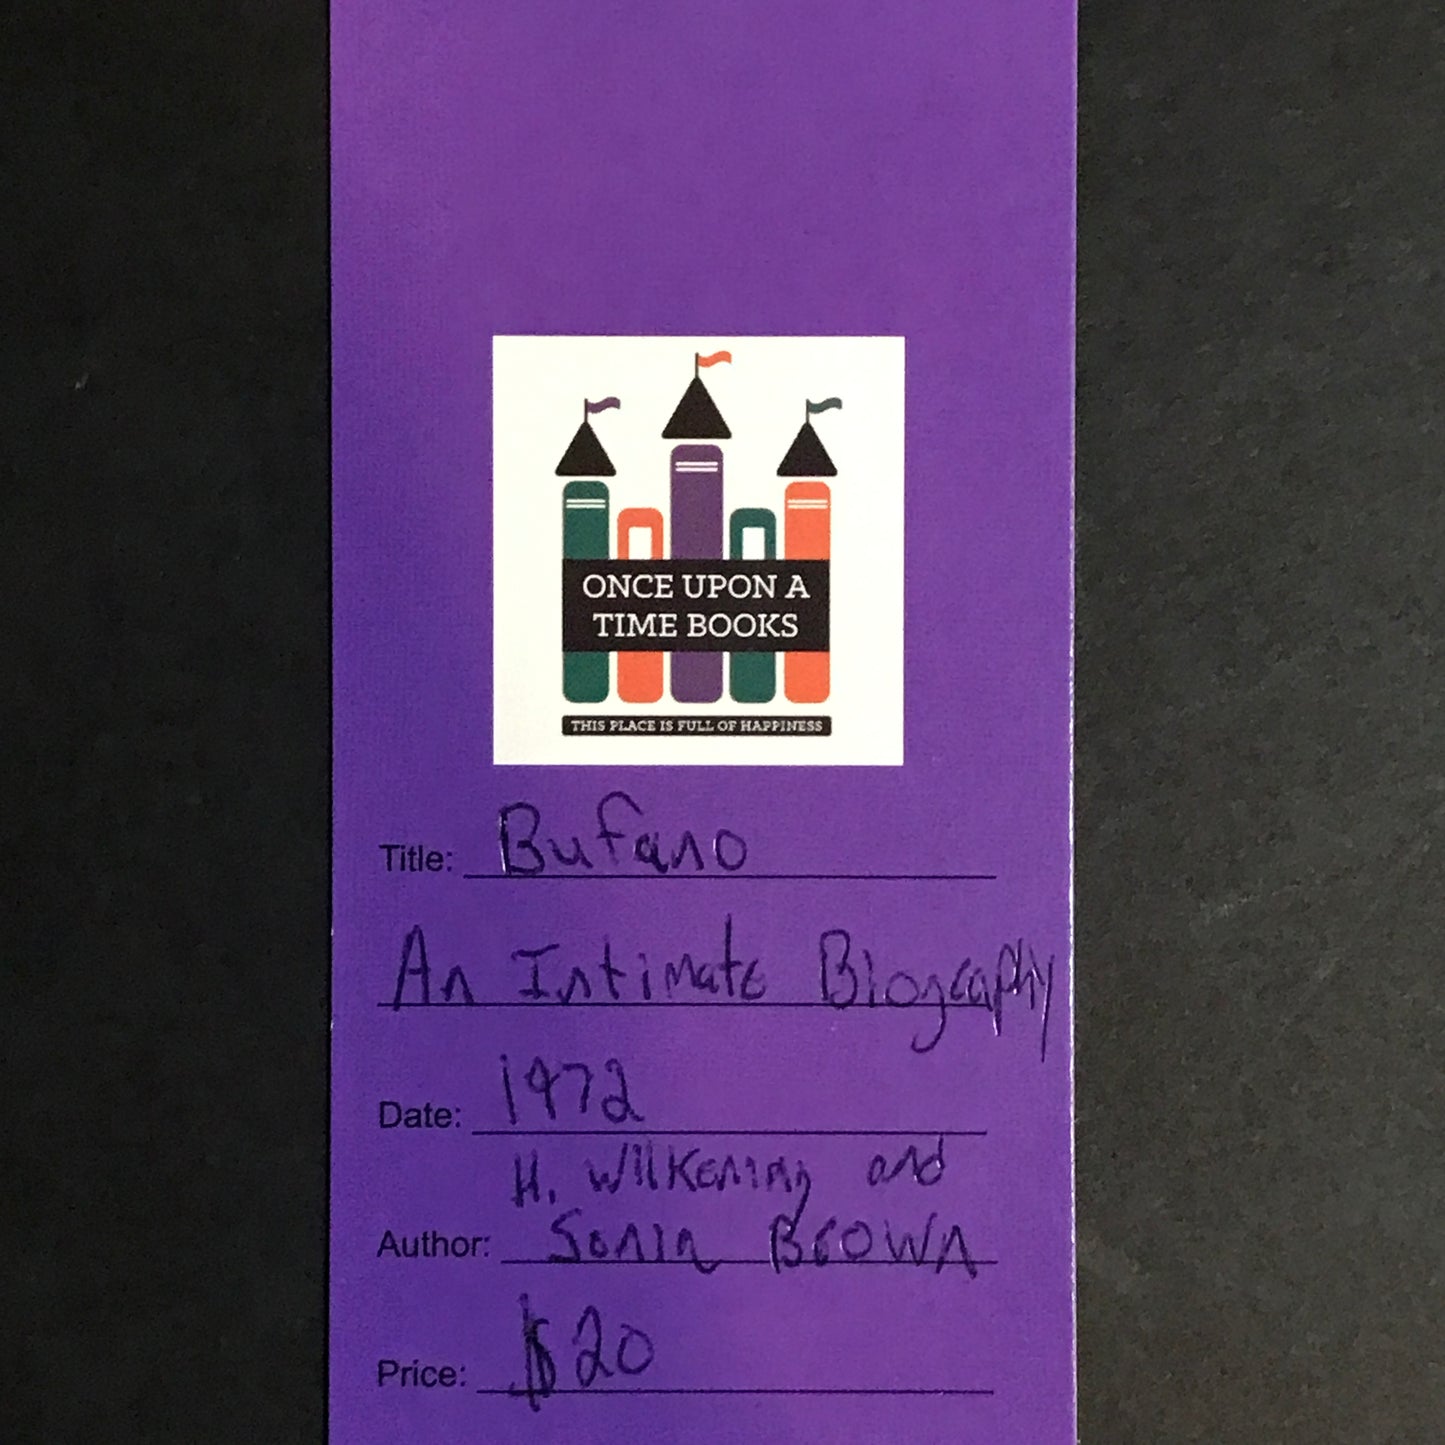 ONCE UPON A
TIME BOOKS
THIS PLACE IS FULL OF HAPPINESS
Title: Bufano
An Intimate Biography
Date: 1972
H. Wilkening and
Author: Sonia Brown
Price: $20